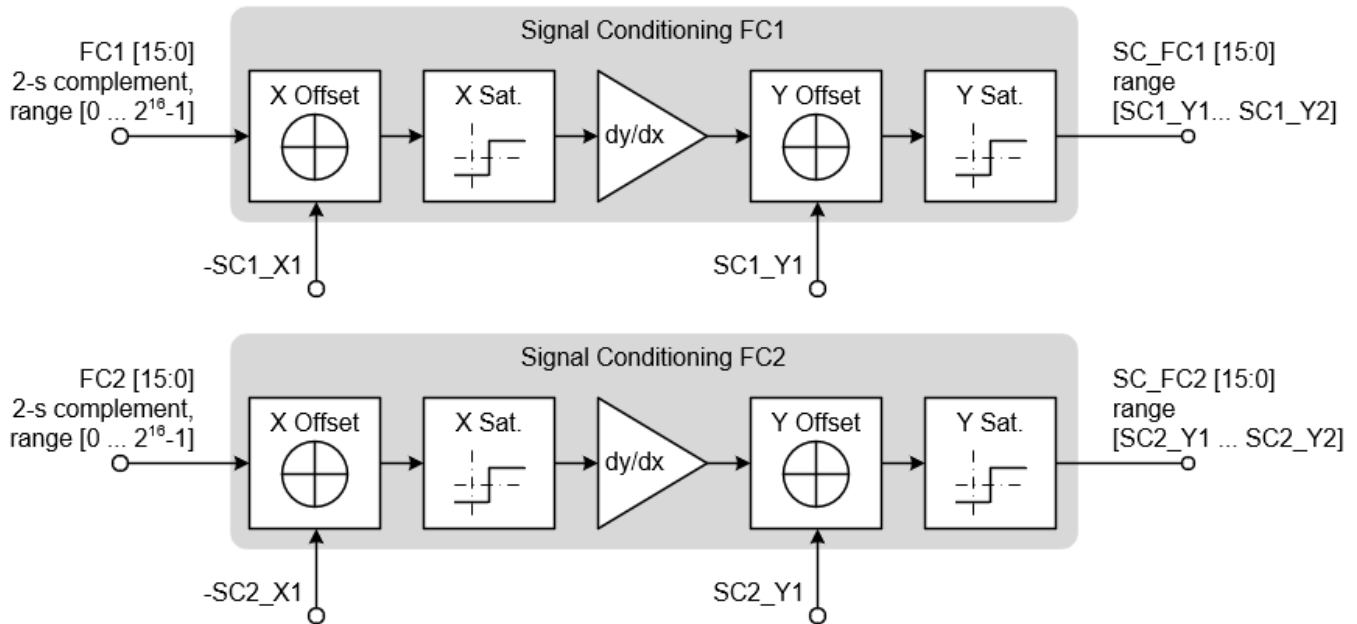 Signal Conditioning FC1
FC1 [15:0]
2-s complement,
range [0 ... 2¹⁶-1]
X Offset
X Sat.
dy/dx
Y Offset
Y Sat.
SC_FC1 [15:0]
range
[SC1_Y1... SC1_Y2]
-SC1_X1
SC1_Y1
Signal Conditioning FC2
FC2 [15:0]
2-s complement,
range [0 ... 2¹⁶-1]
X Offset
X Sat.
dy/dx
Y Offset
Y Sat.
SC_FC2 [15:0]
range
[SC2_Y1 ... SC2_Y2]
-SC2_X1
SC2_Y1